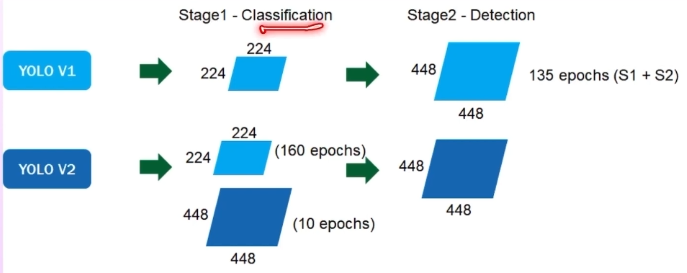 Stage1 - Classification
Stage2 - Detection
YOLO V1
224
224
448
135 epochs (S1 + S2)
448
YOLO V2
224
224
(160 epochs)
448
(10 epochs)
448
448
448